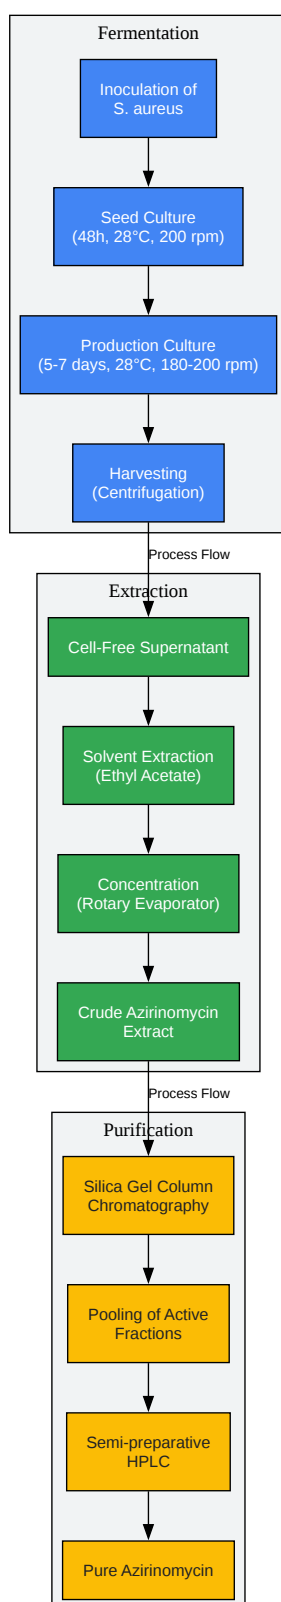 Fermentation
Inoculation of
S. aureus
Seed Culture
(48h, 28°C, 200 rpm)
Production Culture
(5-7 days, 28°C, 180-200 rpm)
Harvesting
(Centrifugation)
Process Flow
Extraction
Cell-Free Supernatant
Solvent Extraction
(Ethyl Acetate)
Concentration
(Rotary Evaporator)
Crude Azirinomycin
Extract
Process Flow
Purification
Silica Gel Column
Chromatography
Pooling of Active
Fractions
Semi-preparative
HPLC
Pure Azirinomycin